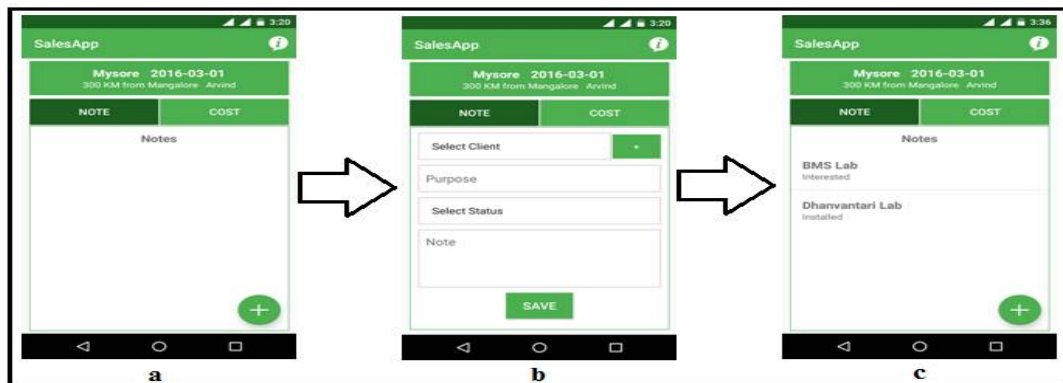 3:20
SalesApp
Mysore 2016-03-01
300 KM from Mangalore Arvind
NOTE COST
Notes
a
3:20
SalesApp
Mysore 2016-03-01
300 KM from Mangalore Arvind
NOTE COST
Select Client +
Purpose
Select Status
Note
SAVE
b
3:36
SalesApp
Mysore 2016-03-01
300 KM from Mangalore Arvind
NOTE COST
Notes
BMS Lab
Interested
Dhanvantari Lab
Installed
c